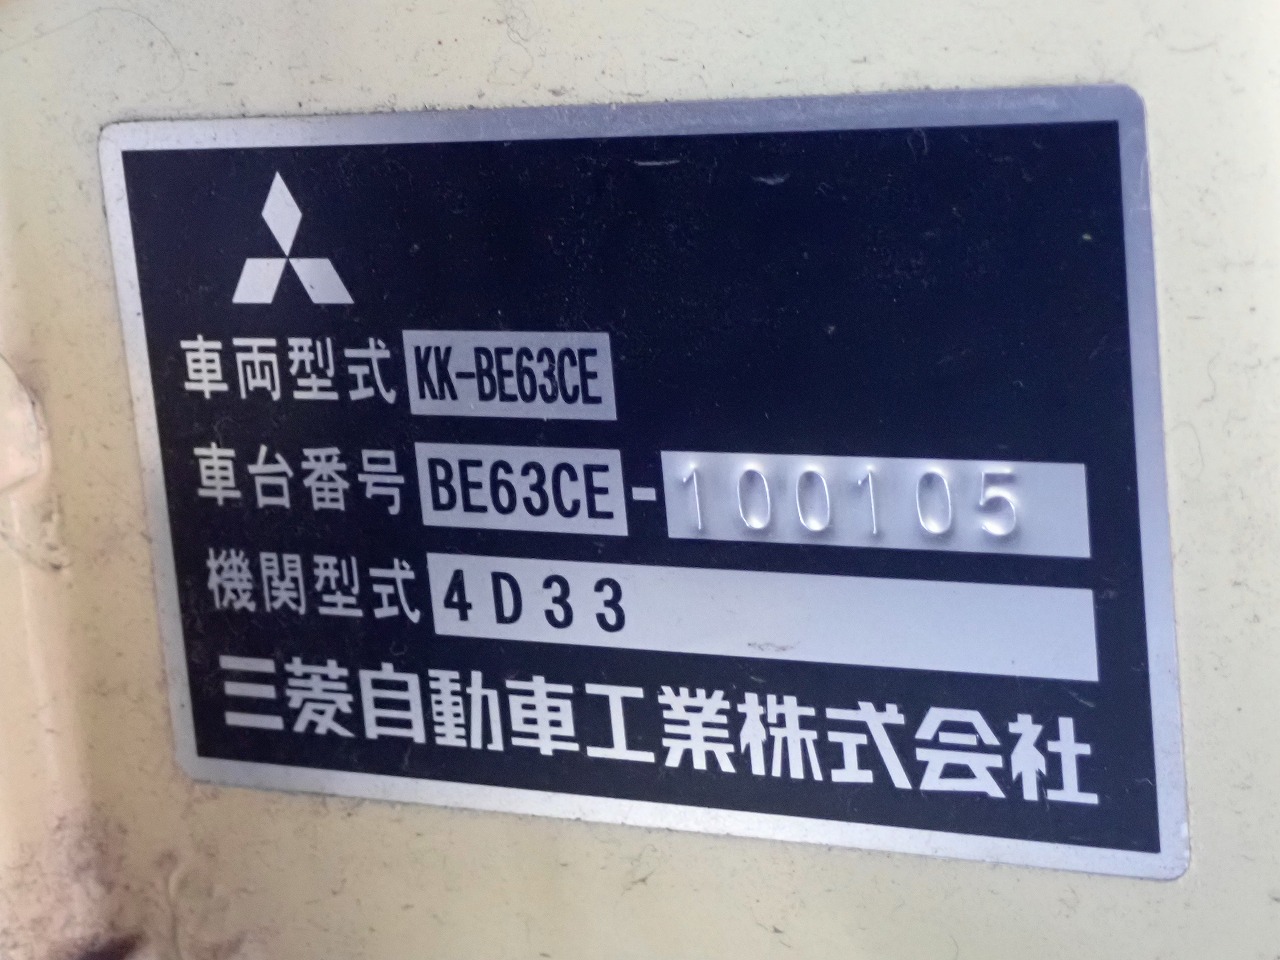 車両型式 KK-BE63CE
車台番号 BE63CE-100105
機関型式 4D33
三菱自動車工業株式会社